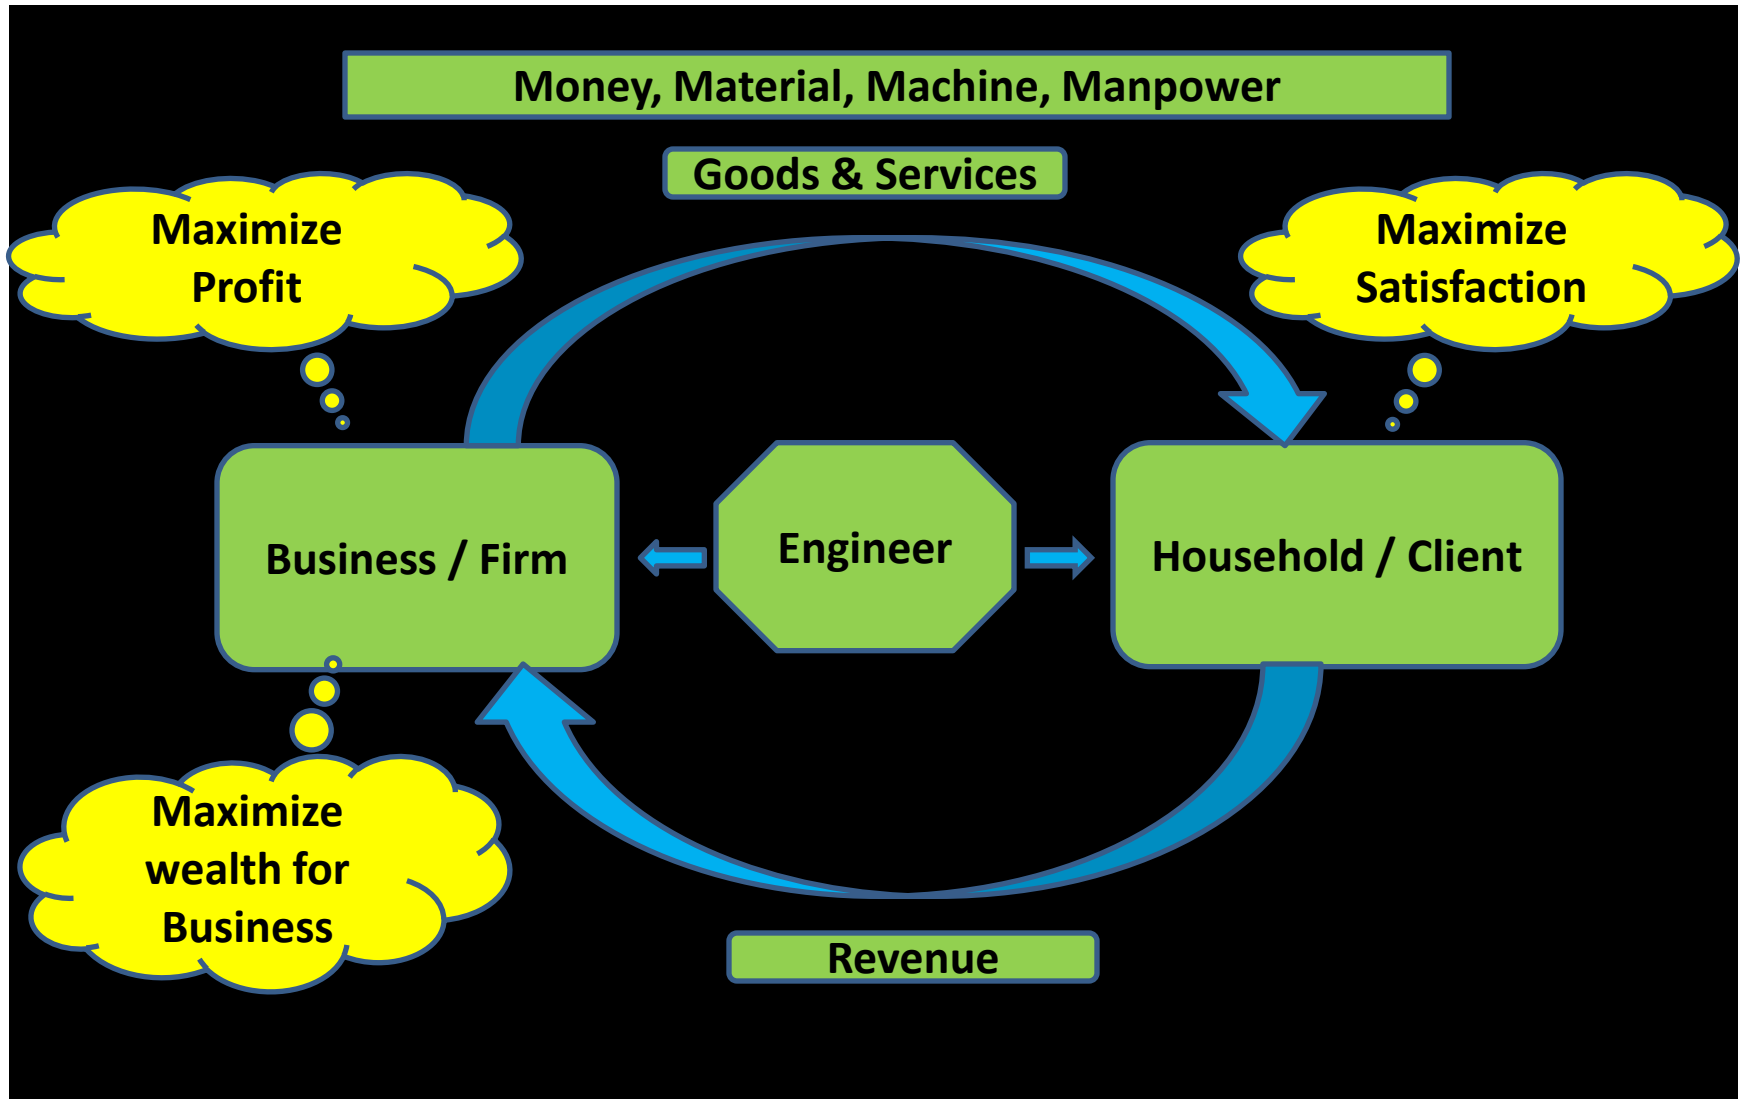 Money, Material, Machine, Manpower
Goods & Services
Maximize
Profit
Maximize
Satisfaction
Business / Firm
Engineer
Household / Client
Maximize
wealth for
Business
Revenue